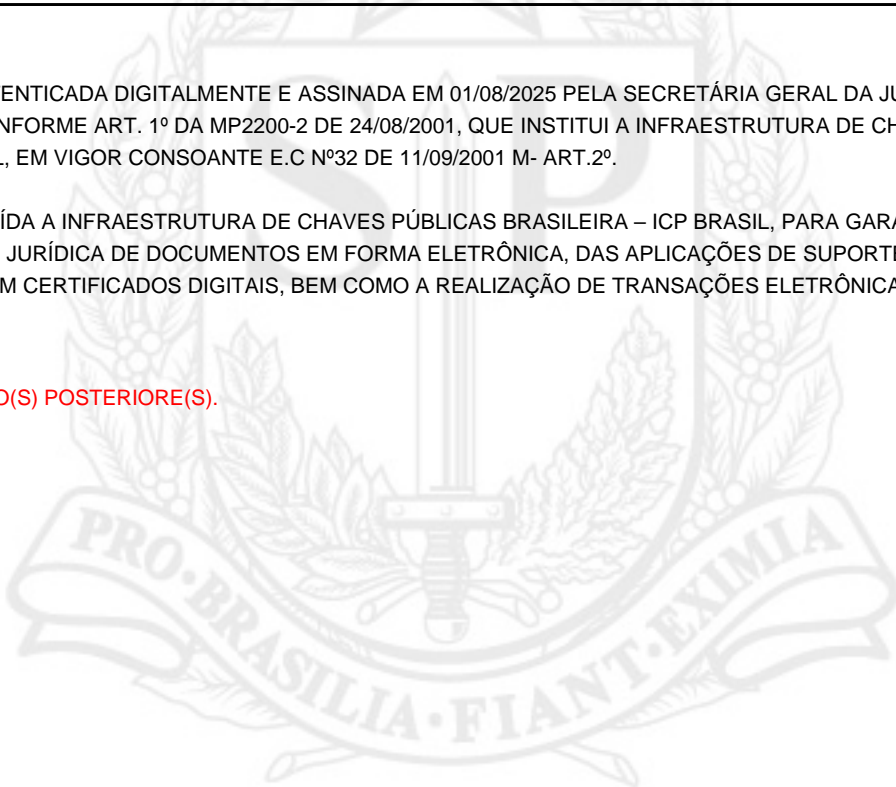 ENTICADA DIGITALMENTE E ASSINADA EM 01/08/2025 PELA SECRETÁRIA GERAL DA JU
NFORME ART. 1º DA MP2200-2 DE 24/08/2001, QUE INSTITUI A INFRAESTRUTURA DE CH
L, EM VIGOR CONSOANTE E.C Nº32 DE 11/09/2001 M- ART.2º.
ÍDA A INFRAESTRUTURA DE CHAVES PÚBLICAS BRASILEIRA – ICP BRASIL, PARA GARA
JURÍDICA DE DOCUMENTOS EM FORMA ELETRÔNICA, DAS APLICAÇÕES DE SUPORTE
M CERTIFICADOS DIGITAIS, BEM COMO A REALIZAÇÃO DE TRANSAÇÕES ELETRÔNICA
O(S) POSTERIORE(S).
SP
PRO·BRASILIA·FIANT·EXIMIA